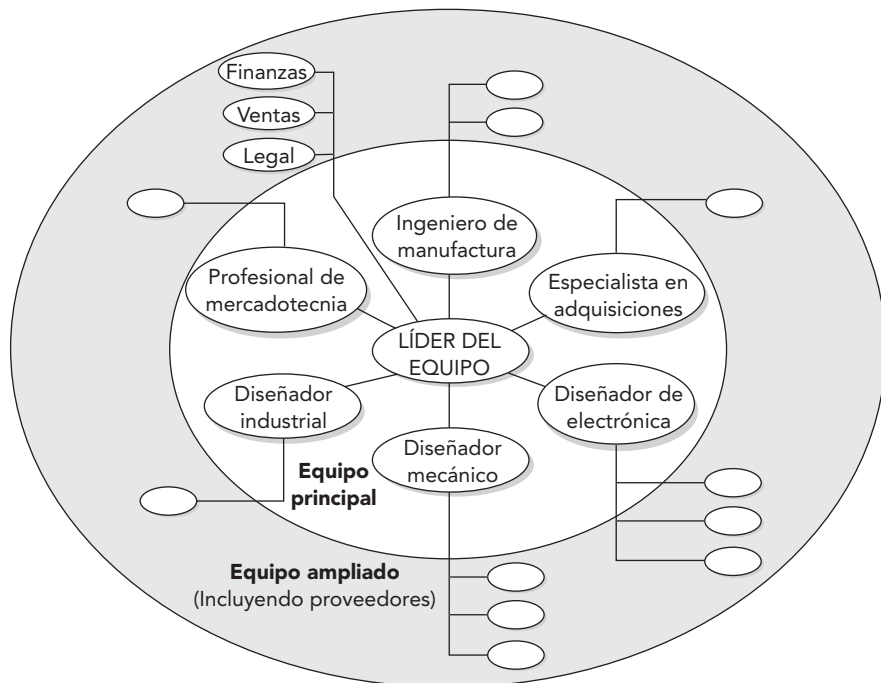 Finanzas
Ventas
Legal
Ingeniero de
manufactura
Profesional de
mercadotecnia
Especialista en
adquisiciones
LÍDER DEL
EQUIPO
Diseñador
industrial
Diseñador de
electrónica
Diseñador
mecánico
Equipo
principal
Equipo ampliado
(Incluyendo proveedores)